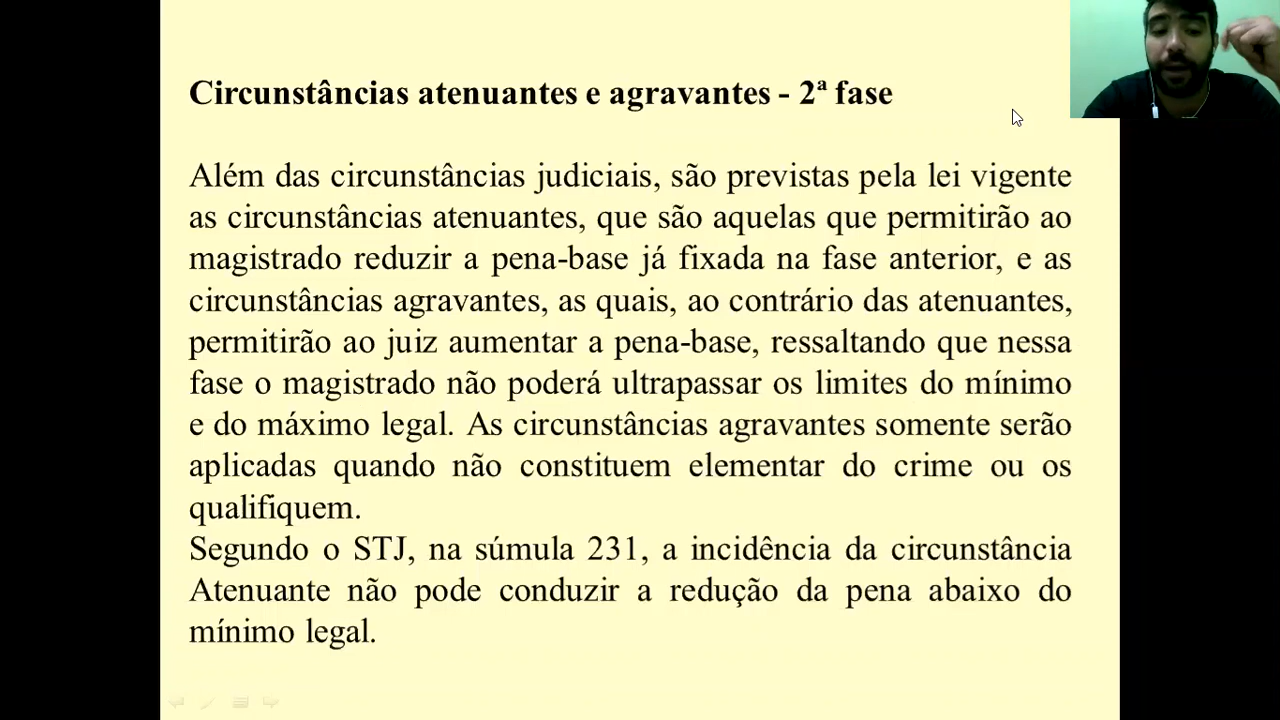 Circunstâncias atenuantes e agravantes - 2ª fase
Além das circunstâncias judiciais, são previstas pela lei vigente
as circunstâncias atenuantes, que são aquelas que permitirão ao
magistrado reduzir a pena-base já fixada na fase anterior, e as
circunstâncias agravantes, as quais, ao contrário das atenuantes,
permitirão ao juiz aumentar a pena-base, ressaltando que nessa
fase o magistrado não poderá ultrapassar os limites do mínimo
e do máximo legal. As circunstâncias agravantes somente serão
aplicadas quando não constituem elementar do crime ou os
qualifiquem.
Segundo o STJ, na súmula 231, a incidência da circunstância
Atenuante não pode conduzir a redução da pena abaixo do
mínimo legal.